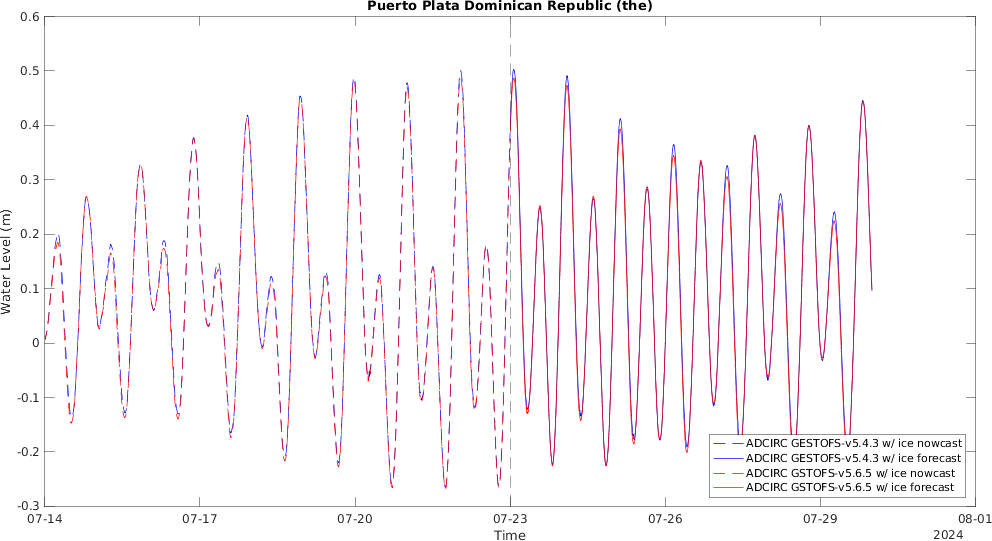 Puerto Plata Dominican Republic (the)
0.6
0.5
0.4
0.3
0.2
0.1
0
-0.1
-0.2
-0.3
Water Level (m)
ADCIRC GESTOFS-v5.4.3 w/ ice nowcast
ADCIRC GESTOFS-v5.4.3 w/ ice forecast
ADCIRC GSTOFS-v5.6.5 w/ ice nowcast
ADCIRC GSTOFS-v5.6.5 w/ ice forecast
07-14 07-17 07-20 07-23 07-26 07-29 08-01
Time
2024